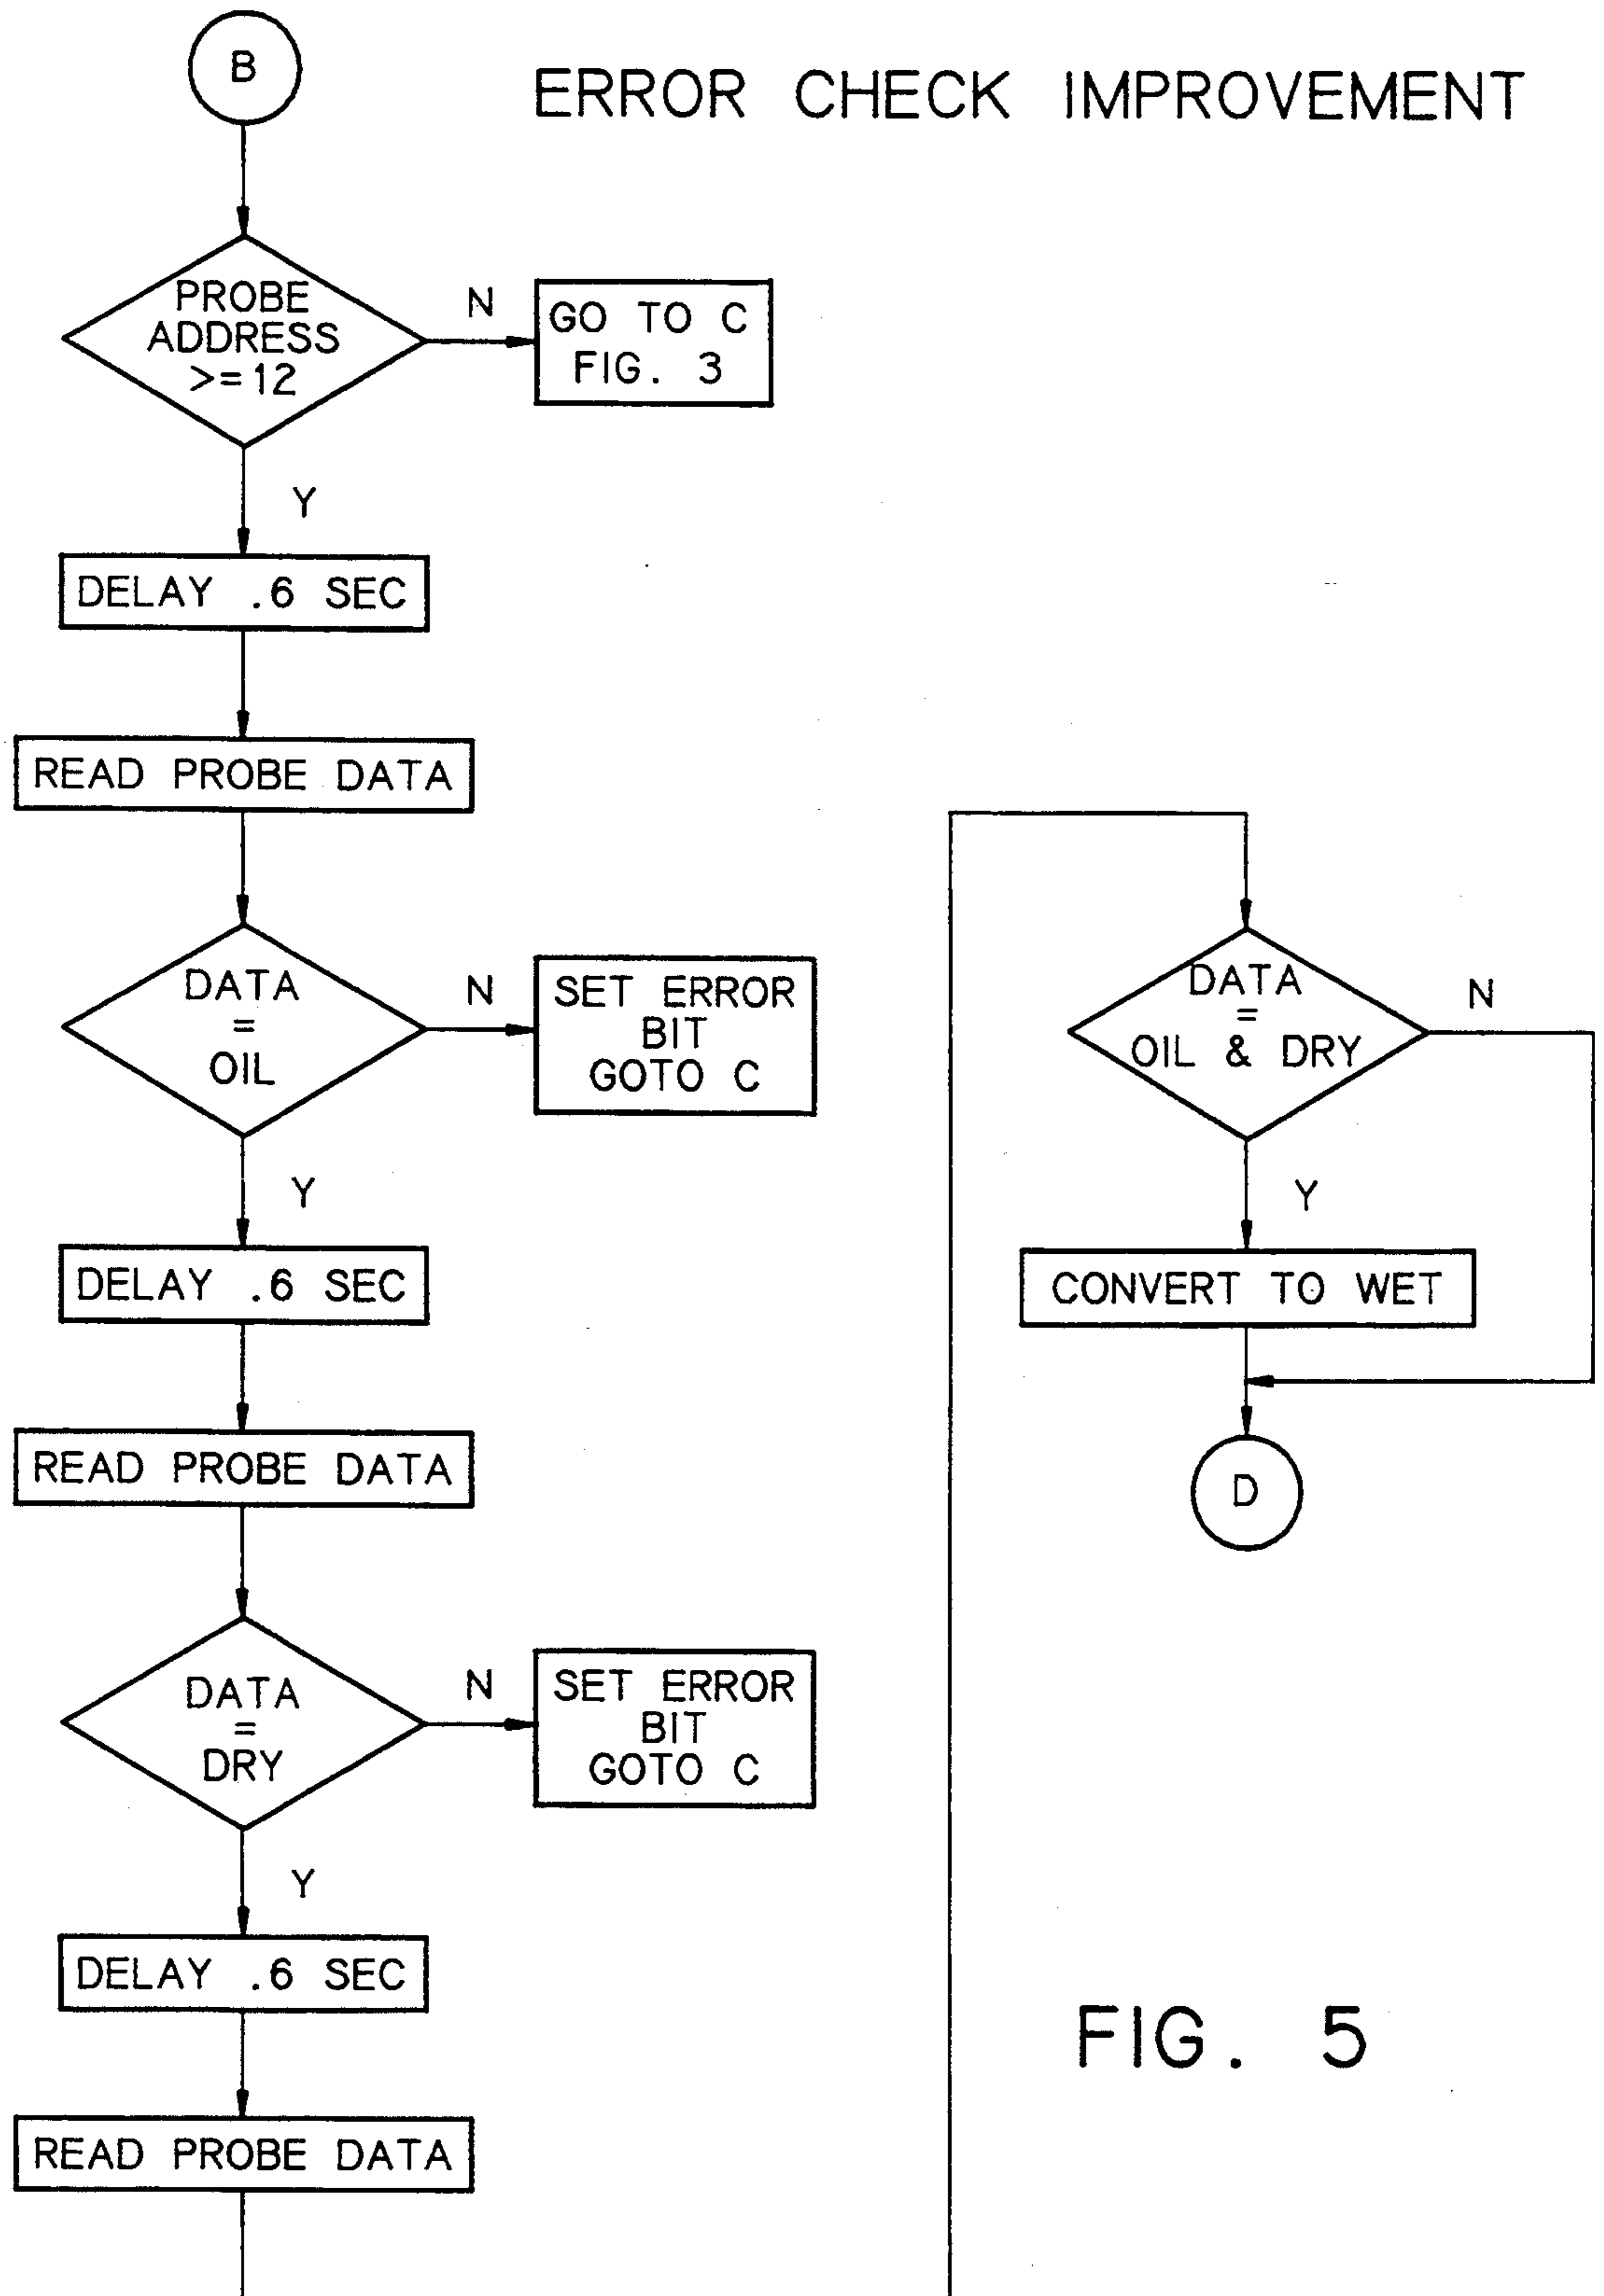 B
ERROR CHECK IMPROVEMENT
PROBE
ADDRESS
>=12
N
GO TO C
FIG. 3
Y
DELAY .6 SEC
READ PROBE DATA
DATA
=
OIL
N
SET ERROR
BIT
GOTO C
Y
DELAY .6 SEC
READ PROBE DATA
DATA
=
DRY
N
SET ERROR
BIT
GOTO C
Y
DELAY .6 SEC
READ PROBE DATA
DATA
=
OIL & DRY
N
Y
CONVERT TO WET
D
FIG. 5